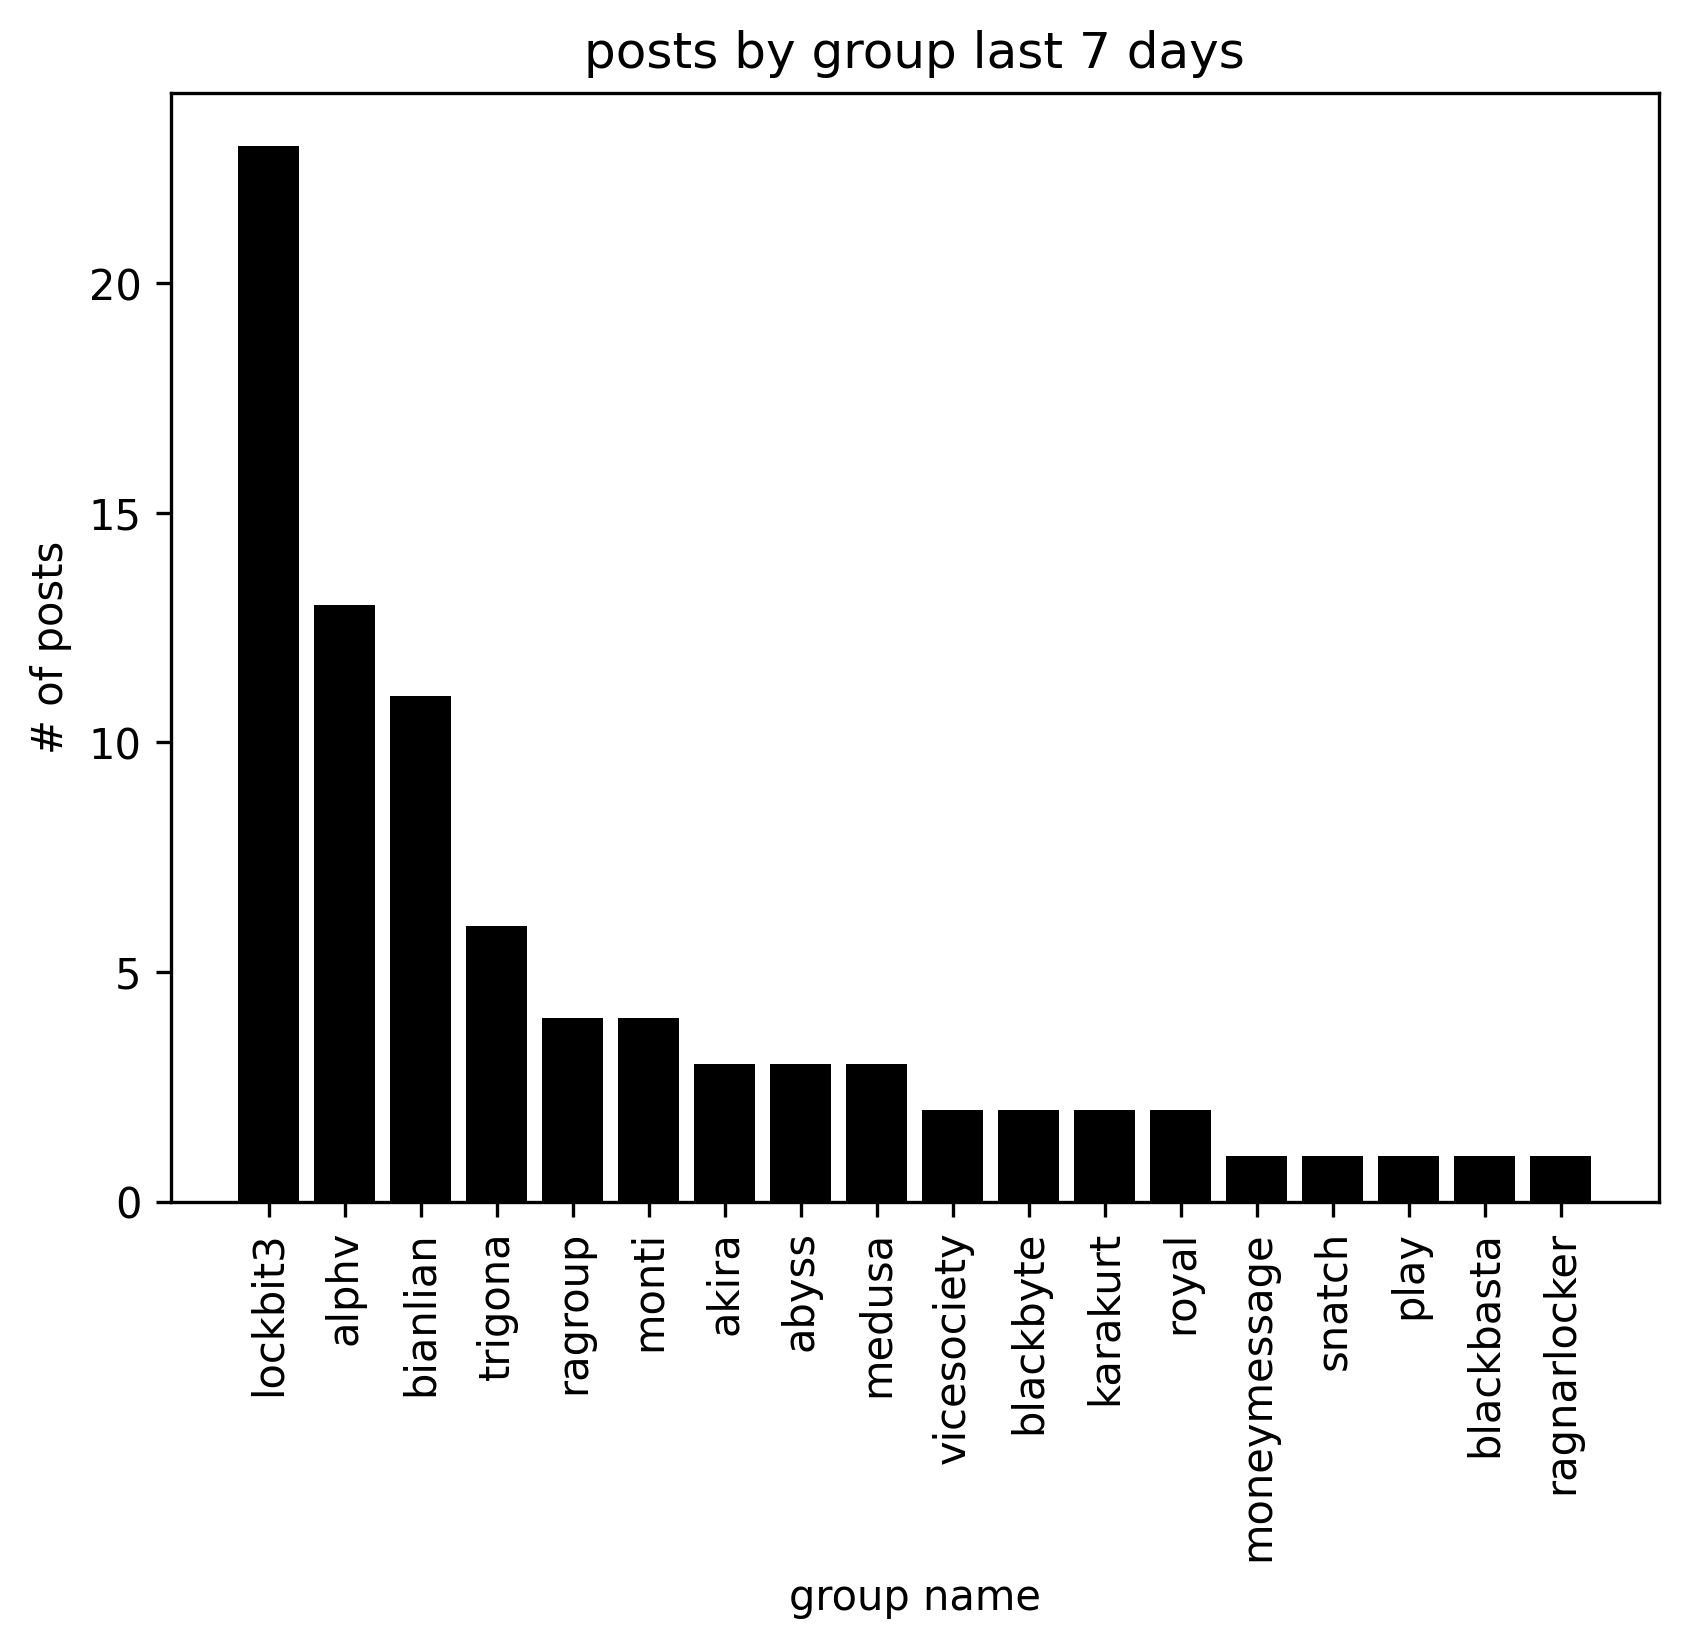 posts by group last 7 days
# of posts
20
15
10
5
0
lockbit3
alphv
bianlian
trigona
ragroup
monti
akira
abyss
medusa
vicesociety
blackbyte
karakurt
royal
moneymessage
snatch
play
blackbasta
ragnarlocker
group name